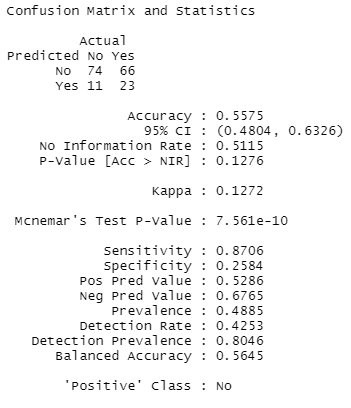 Confusion Matrix and Statistics
Actual
Predicted No Yes
No 74 66
Yes 11 23
Accuracy : 0.5575
95% CI : (0.4804, 0.6326)
No Information Rate : 0.5115
P-Value [Acc > NIR] : 0.1276
Kappa : 0.1272
Mcnemar's Test P-Value : 7.561e-10
Sensitivity : 0.8706
Specificity : 0.2584
Pos Pred Value : 0.5286
Neg Pred Value : 0.6765
Prevalence : 0.4885
Detection Rate : 0.4253
Detection Prevalence : 0.8046
Balanced Accuracy : 0.5645
'Positive' Class : No